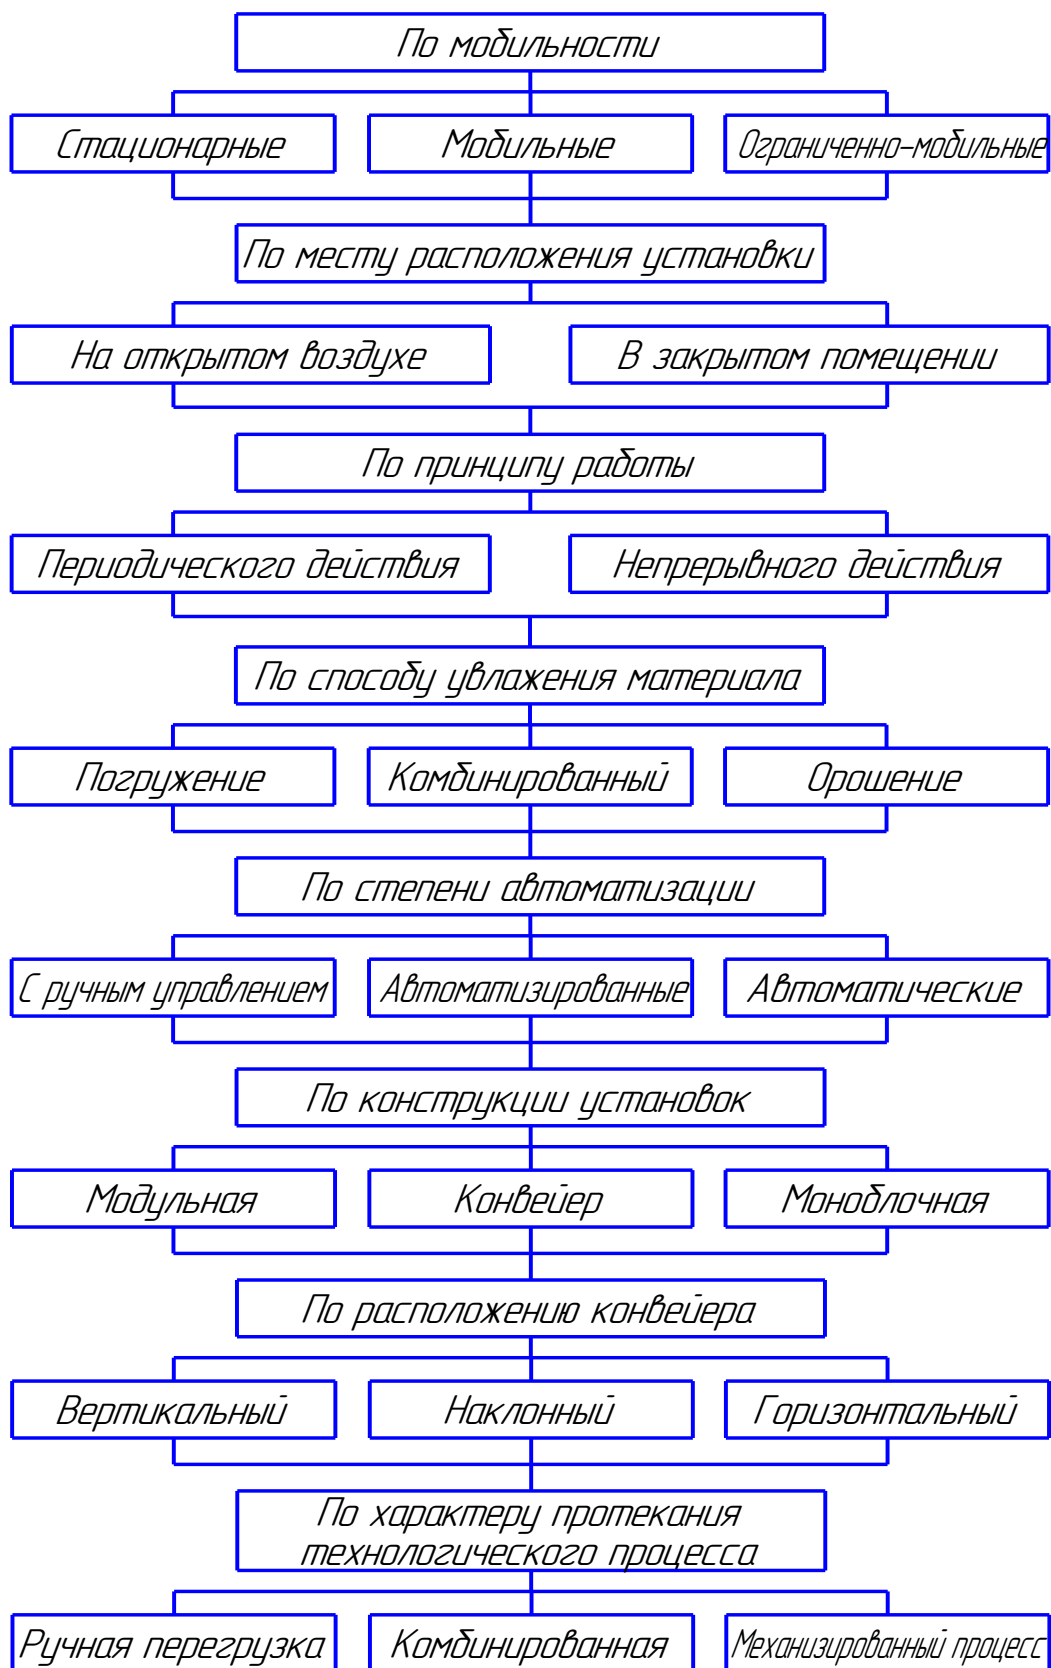 По мобильности
Стационарные
Мобильные
Ограниченно-мобильные
По месту расположения установки
На открытом воздухе
В закрытом помещении
По принципу работы
Периодического действия
Непрерывного действия
По способу увлажения материала
Погружение
Комбинированный
Орошение
По степени автоматизации
С ручным управлением
Автоматизированные
Автоматические
По конструкции установок
Модульная
Конвейер
Моноблочная
По расположению конвейера
Вертикальный
Наклонный
Горизонтальный
По характеру протекания
технологического процесса
Ручная перегрузка
Комбинированная
Механизированный процесс